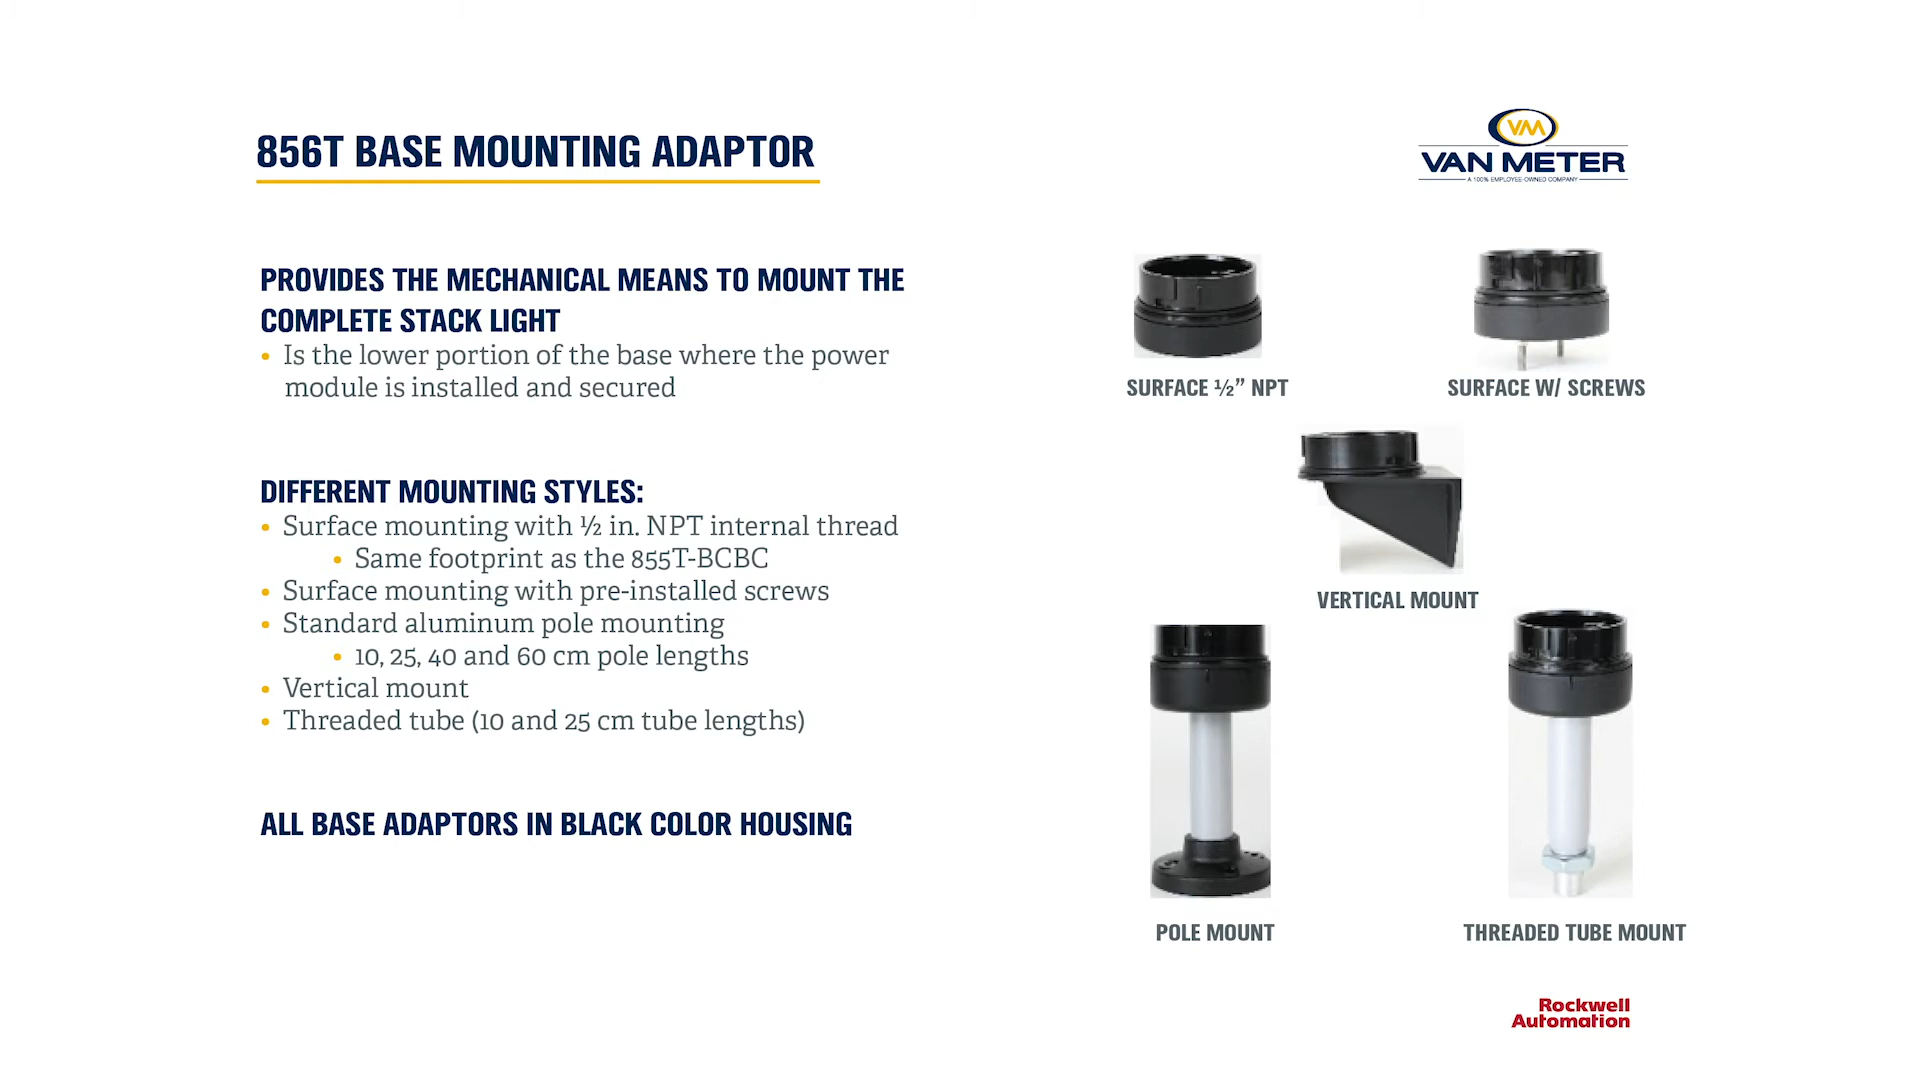 856T BASE MOUNTING ADAPTOR
VM
VAN METER
A 100% EMPLOYEE-OWNED COMPANY
PROVIDES THE MECHANICAL MEANS TO MOUNT THE
COMPLETE STACK LIGHT
• Is the lower portion of the base where the power
module is installed and secured
DIFFERENT MOUNTING STYLES:
• Surface mounting with ½ in. NPT internal thread
• Same footprint as the 855T-BCBC
• Surface mounting with pre-installed screws
• Standard aluminum pole mounting
• 10, 25, 40 and 60 cm pole lengths
• Vertical mount
• Threaded tube (10 and 25 cm tube lengths)
ALL BASE ADAPTORS IN BLACK COLOR HOUSING
SURFACE ½” NPT
SURFACE W/ SCREWS
VERTICAL MOUNT
POLE MOUNT
THREADED TUBE MOUNT
Rockwell
Automation